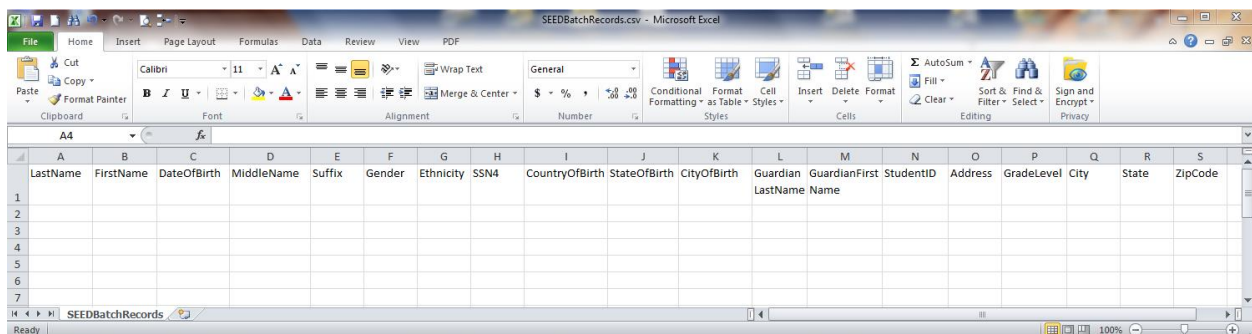 SEEDBatchRecords.csv - Microsoft Excel
File Home Insert Page Layout Formulas Data Review View PDF
Paste
Cut
Copy
Format Painter
Clipboard
Calibri 11 A A
B I U A
Font
Wrap Text
Merge & Center
Alignment
General
$ % , .0 .00 .00 .0
Number
Conditional Formatting
Format as Table
Cell Styles
Styles
Insert Delete Format
Cells
Σ AutoSum
Fill
Clear
Sort & Filter
Find & Select
Editing
Sign and Encrypt
Privacy
A4 fx
A B C D E F G H I J K L M N O P Q R S
1 LastName FirstName DateOfBirth MiddleName Suffix Gender Ethnicity SSN4 CountryOfBirth StateOfBirth CityOfBirth Guardian LastName GuardianFirst Name StudentID Address GradeLevel City State ZipCode
2
3
4
5
6
7
SEEDBatchRecords
Ready 100%